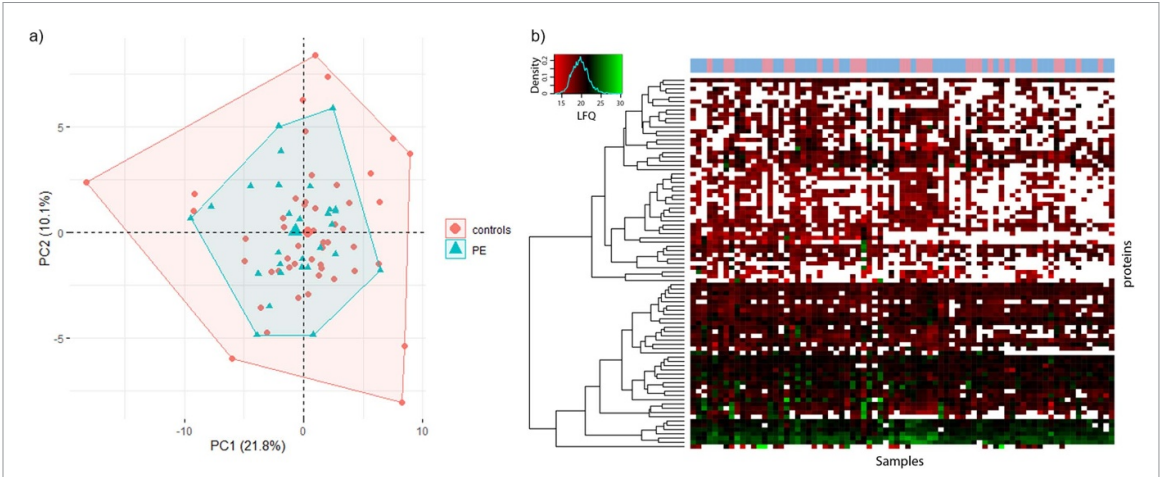 a)
5
0
-5
PC2 (10.1%)
-10
0
10
PC1 (21.8%)
controls
PE
b)
Density
0
0.1
0.2
15
20
25
30
LFQ
proteins
Samples